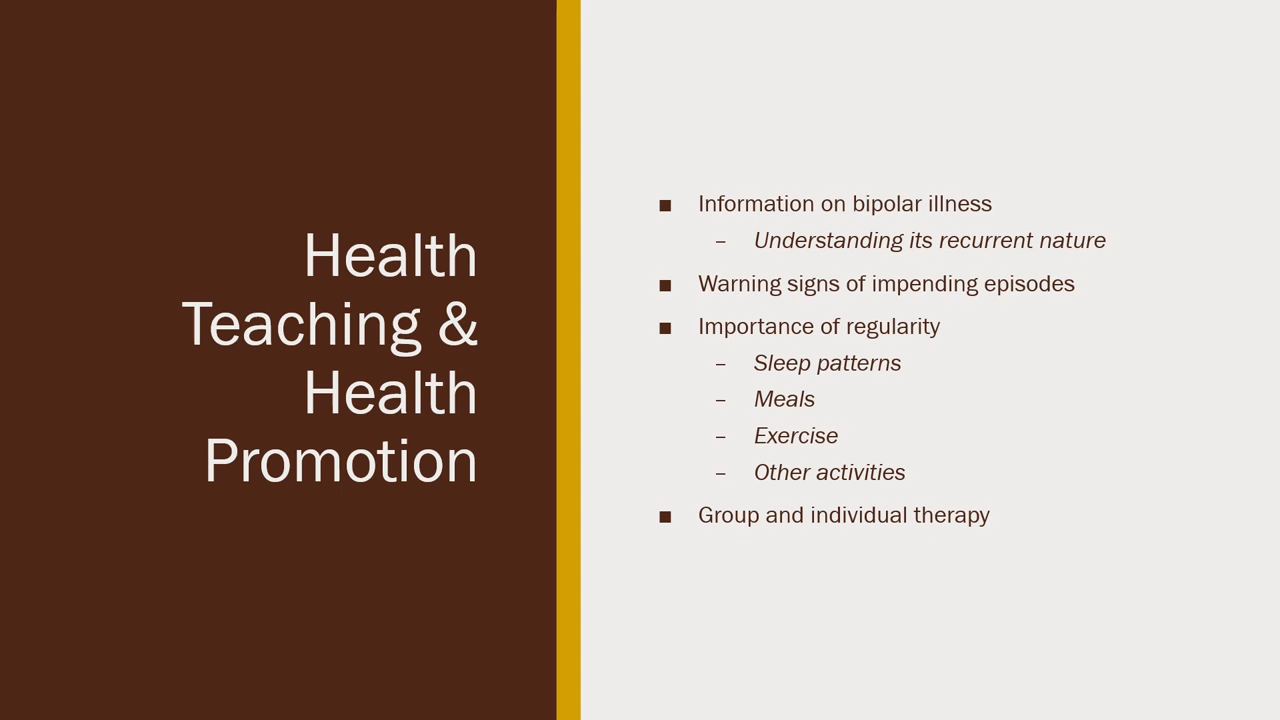 Health
Teaching &
Health
Promotion
■ Information on bipolar illness
– Understanding its recurrent nature
■ Warning signs of impending episodes
■ Importance of regularity
– Sleep patterns
– Meals
– Exercise
– Other activities
■ Group and individual therapy